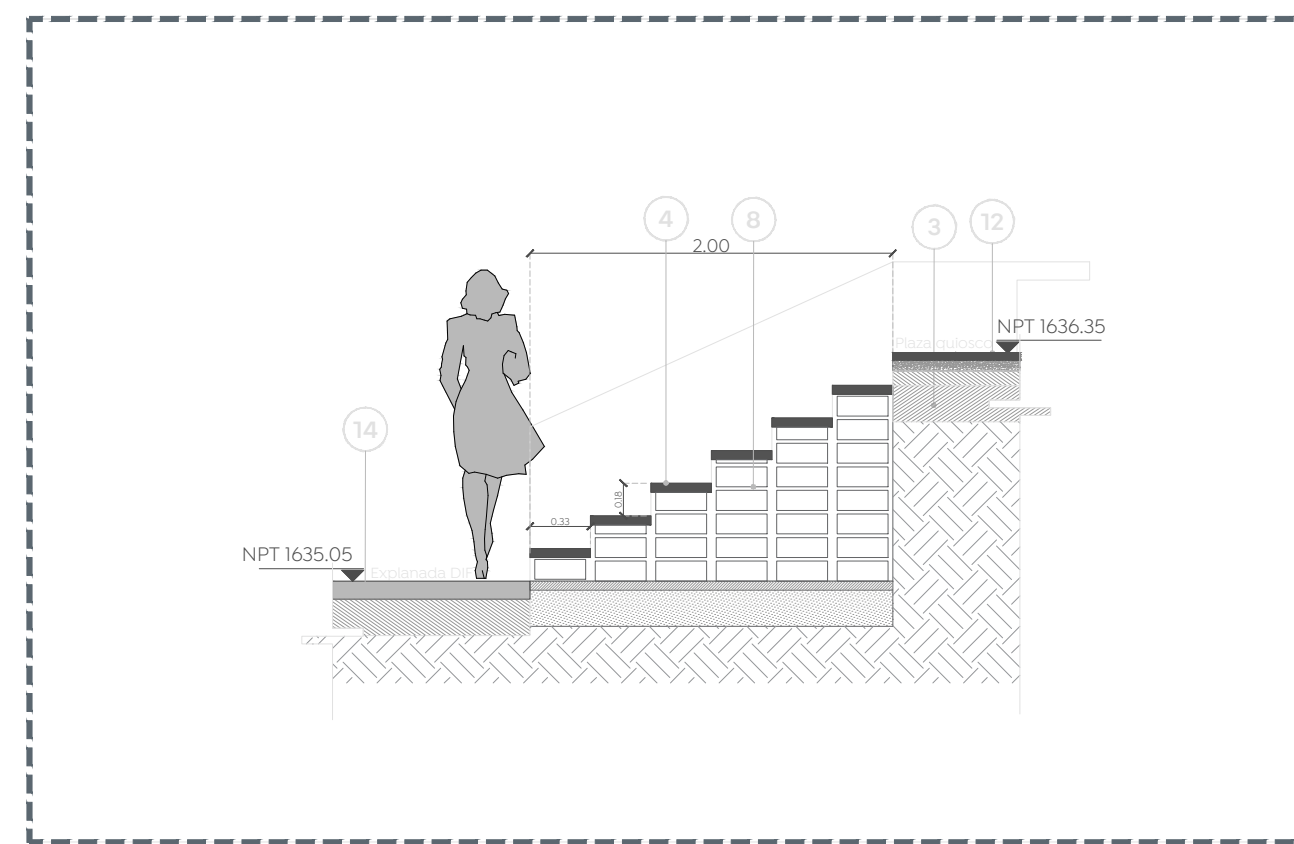 4
8
3
12
2.00
NPT 1636.35
Plaza quiosco
14
0.18
0.33
NPT 1635.05
Explanada DIF